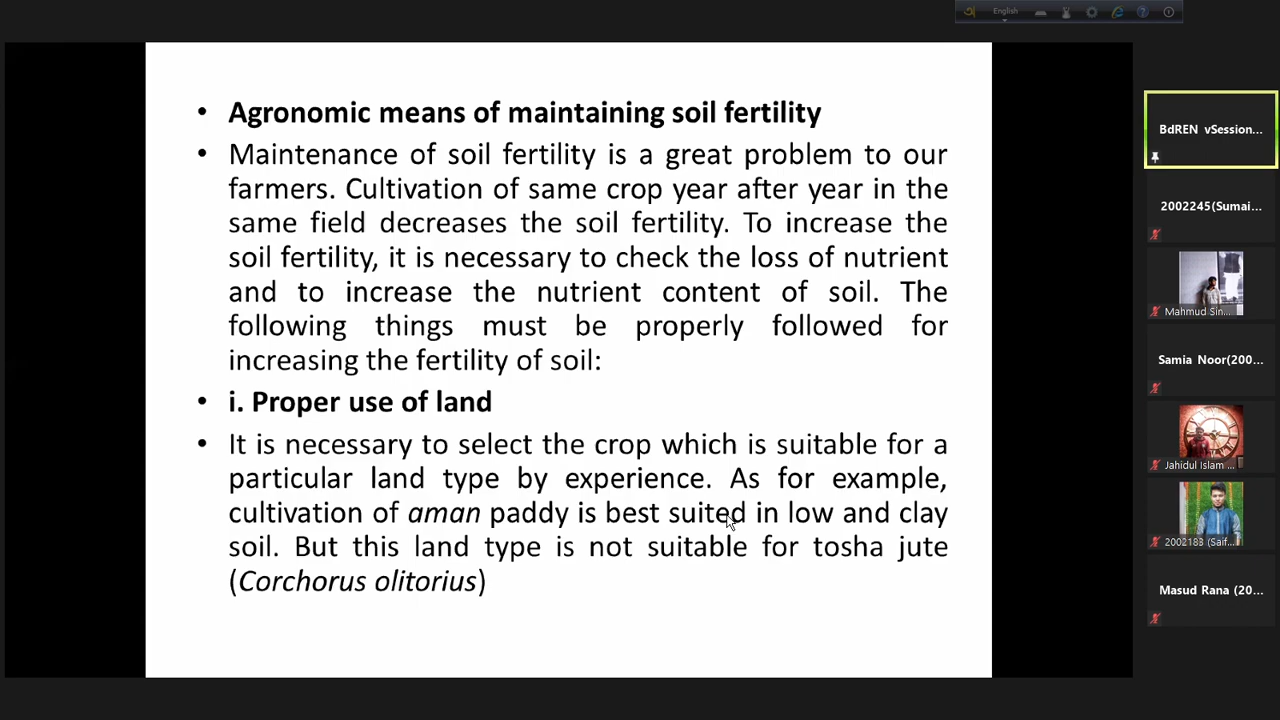 English
• Agronomic means of maintaining soil fertility
• Maintenance of soil fertility is a great problem to our
farmers. Cultivation of same crop year after year in the
same field decreases the soil fertility. To increase the
soil fertility, it is necessary to check the loss of nutrient
and to increase the nutrient content of soil. The
following things must be properly followed for
increasing the fertility of soil:
• i. Proper use of land
• It is necessary to select the crop which is suitable for a
particular land type by experience. As for example,
cultivation of aman paddy is best suited in low and clay
soil. But this land type is not suitable for tosha jute
(Corchorus olitorius)
BdREN vSession...
2002245(Sumai...
Mahmud Sin...
Samia Noor(200...
Jahidul Islam ...
2002183 (Saif...
Masud Rana (20...